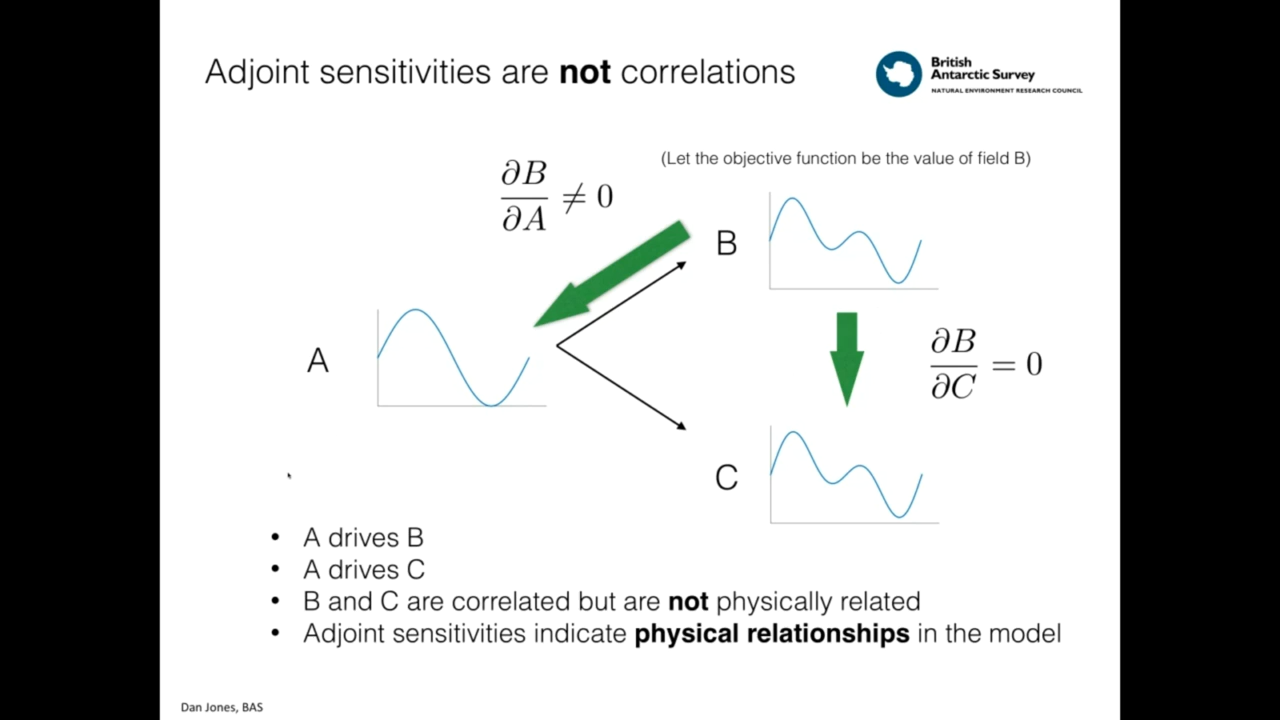 Adjoint sensitivities are not correlations
British
Antarctic Survey
NATURAL ENVIRONMENT RESEARCH COUNCIL
(Let the objective function be the value of field B)
∂B/∂A ≠ 0
B
A
∂B/∂C = 0
C
• A drives B
• A drives C
• B and C are correlated but are not physically related
• Adjoint sensitivities indicate physical relationships in the model
Dan Jones, BAS